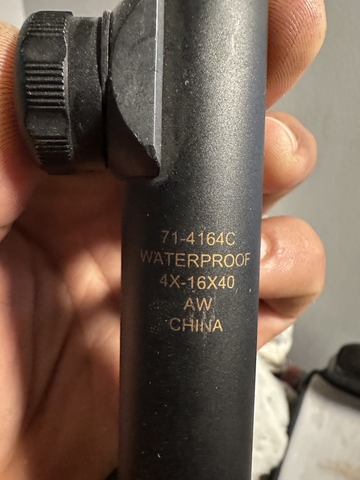 71-4164C
WATERPROOF
4X-16X40
AW
CHINA